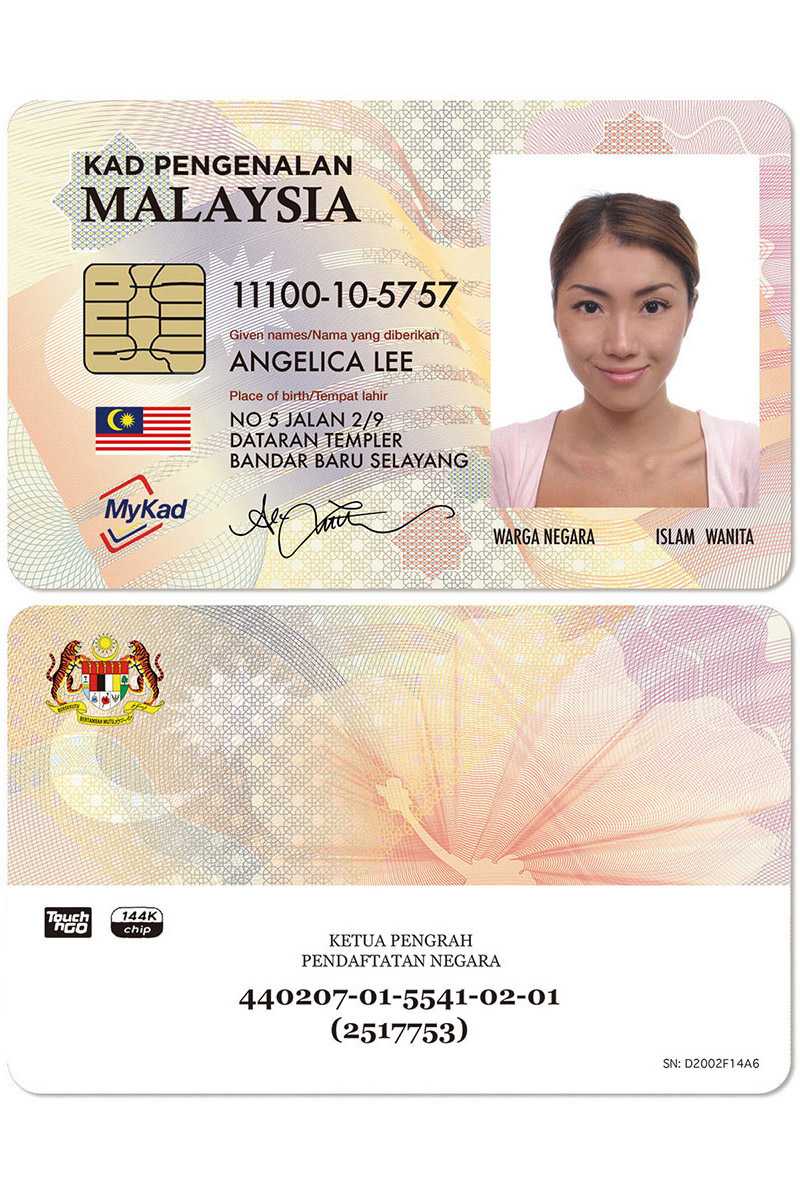 KAD PENGENALAN
MALAYSIA
11100-10-5757
Given names/Nama yang diberikan
ANGELICA LEE
Place of birth/Tempat lahir
NO 5 JALAN 2/9
DATARAN TEMPLER
BANDAR BARU SELAYANG
MyKad
WARGA NEGARA ISLAM WANITA
BERSEKUTU BERTAMBAH MUTU
Touch
nGO
144K
chip
KETUA PENGRAH
PENDAFTATAN NEGARA
440207-01-5541-02-01
(2517753)
SN: D2002F14A6